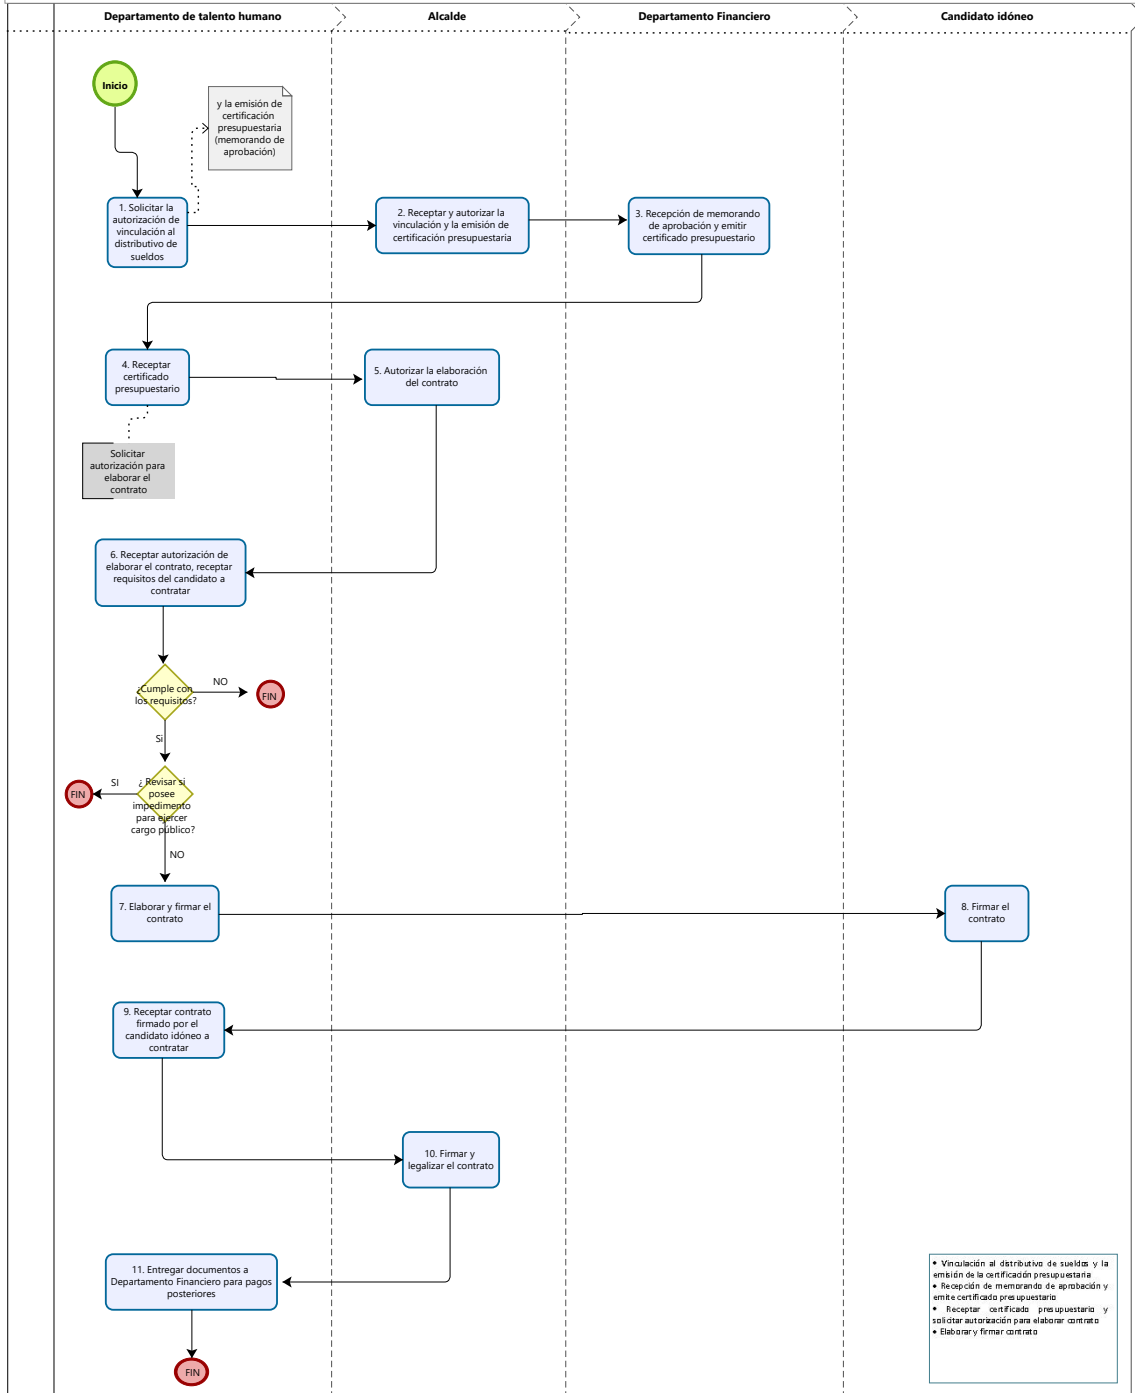 Departamento de talento humano
Alcalde
Departamento Financiero
Candidato idóneo
Inicio
y la emisión de
certificación
presupuestaria
(memorando de
aprobación)
1. Solicitar la
autorización de
vinculación al
distributivo de
sueldos
2. Receptar y autorizar la
vinculación y la emisión de
certificación presupuestaria
3. Recepción de memorando
de aprobación y emitir
certificado presupuestario
4. Receptar
certificado
presupuestario
5. Autorizar la elaboración
del contrato
Solicitar
autorización para
elaborar el
contrato
6. Receptar autorización de
elaborar el contrato, receptar
requisitos del candidato a
contratar
¿Cumple con
los requisitos?
NO
FIN
Si
¿ Revisar si
posee
impedimento
para ejercer
cargo público?
SI
FIN
NO
7. Elaborar y firmar el
contrato
8. Firmar el
contrato
9. Receptar contrato
firmado por el
candidato idóneo a
contratar
10. Firmar y
legalizar el contrato
11. Entregar documentos a
Departamento Financiero para pagos
posteriores
FIN
• Vinculación al distributivo de sueldos y la
emisión de la certificación presupuestaria
• Recepción de memorando de aprobación y
emite certificado presupuestario
• Receptar certificado presupuestario y
solicitar autorización para elaborar contrato
• Elaborar y firmar contrato